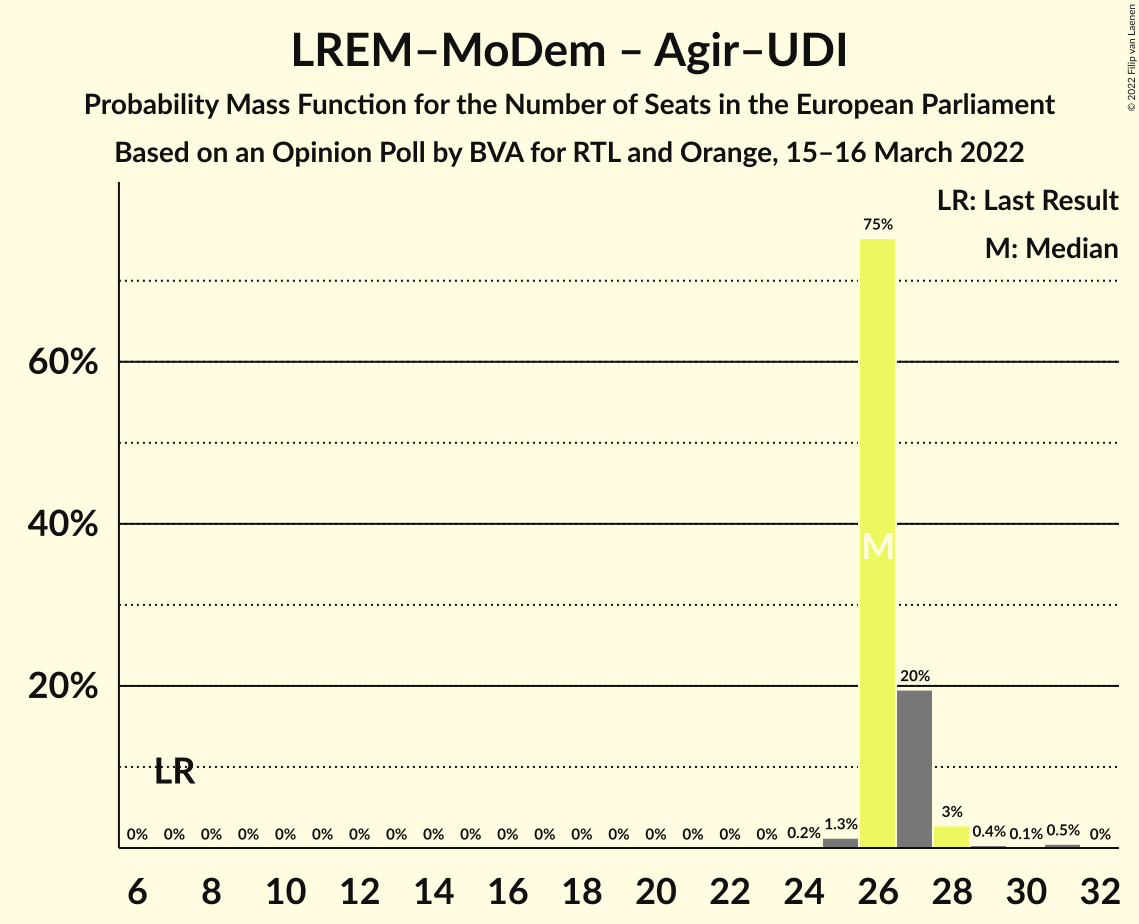 LREM–MoDem – Agir–UDI
Probability Mass Function for the Number of Seats in the European Parliament
Based on an Opinion Poll by BVA for RTL and Orange, 15–16 March 2022
© 2022 Filip van Laenen
LR: Last Result
M: Median
75%
60%
40%
M
20%
20%
LR
0% 0% 0% 0% 0% 0% 0% 0% 0% 0% 0% 0% 0% 0% 0% 0% 0% 0% 0.2% 1.3% 3% 0.4% 0.1% 0.5% 0%
6 8 10 12 14 16 18 20 22 24 26 28 30 32